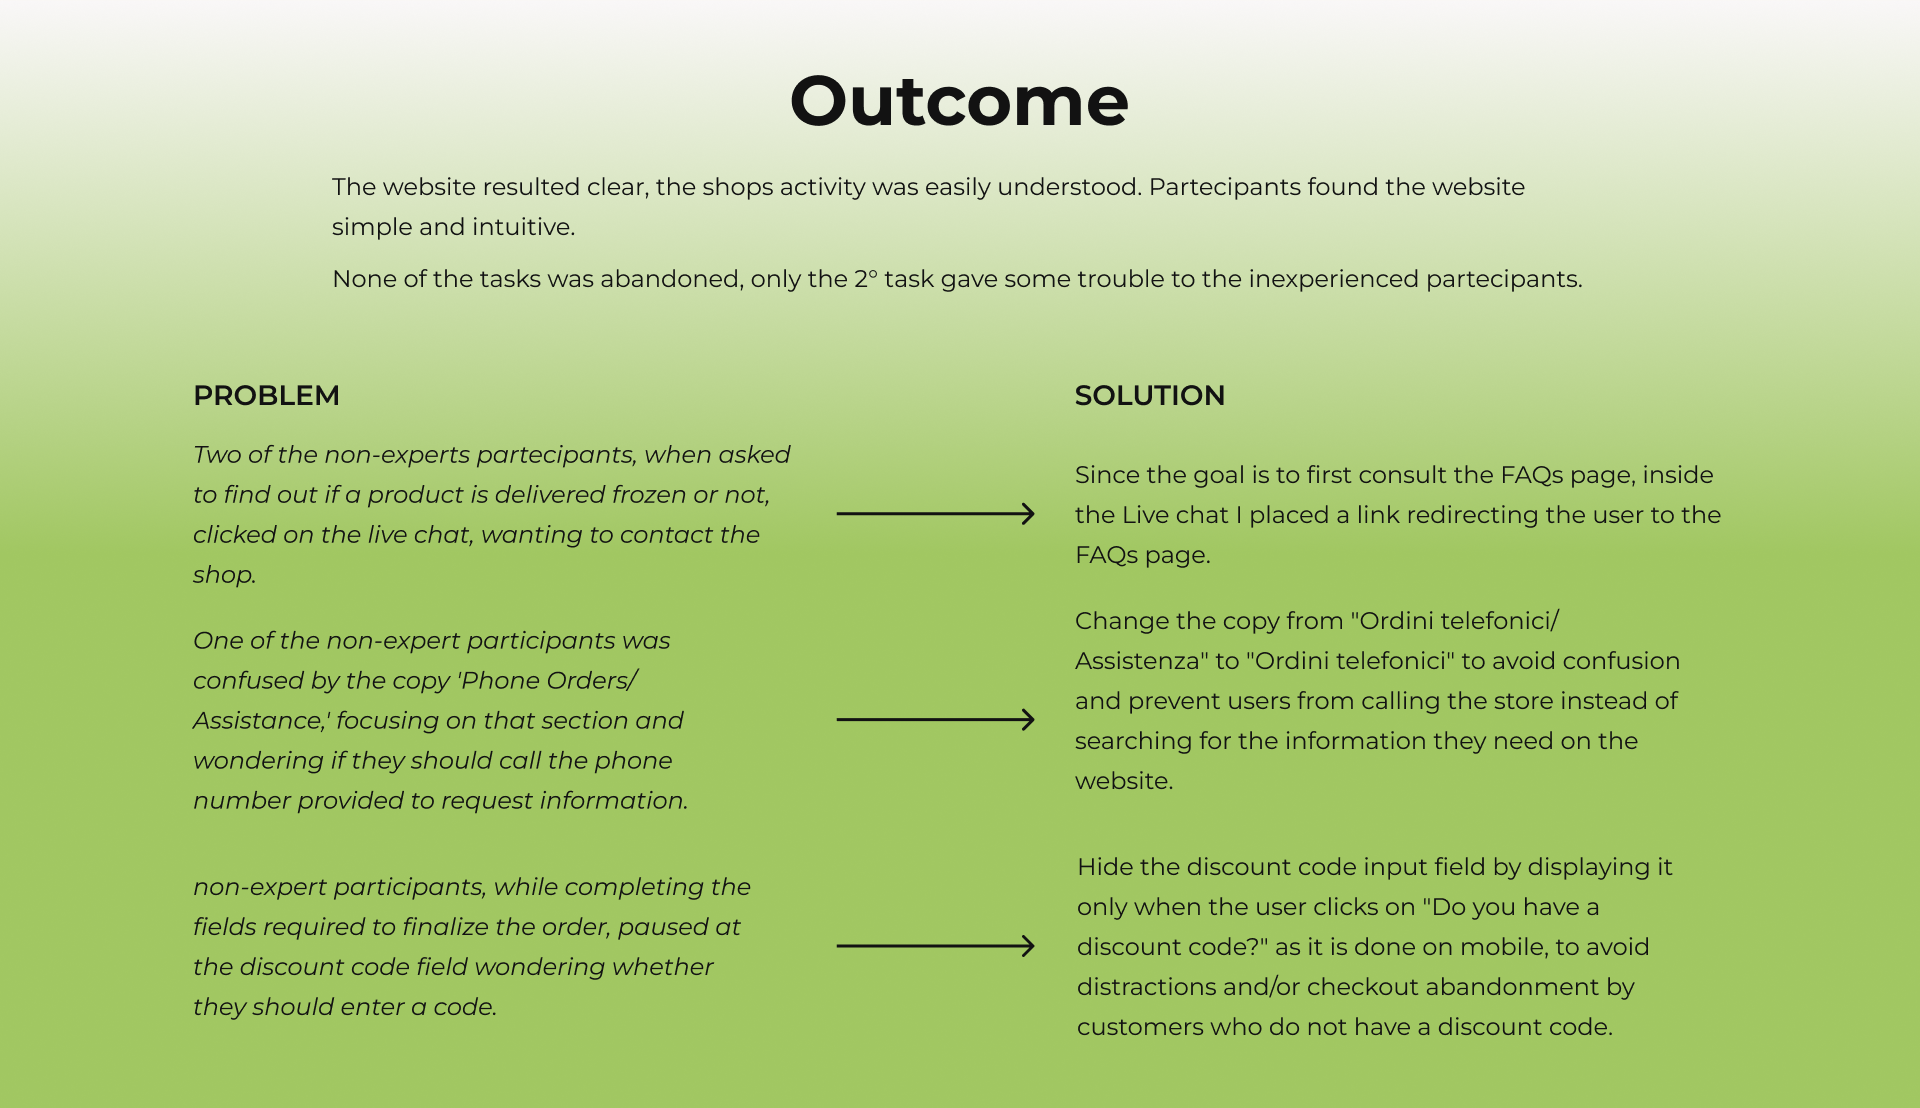 Outcome
The website resulted clear, the shops activity was easily understood. Partecipants found the website
simple and intuitive.
None of the tasks was abandoned, only the 2° task gave some trouble to the inexperienced partecipants.
PROBLEM
Two of the non-experts partecipants, when asked
to find out if a product is delivered frozen or not,
clicked on the live chat, wanting to contact the
shop.
One of the non-expert participants was
confused by the copy 'Phone Orders/
Assistance,' focusing on that section and
wondering if they should call the phone
number provided to request information.
non-expert participants, while completing the
fields required to finalize the order, paused at
the discount code field wondering whether
they should enter a code.
SOLUTION
Since the goal is to first consult the FAQs page, inside
the Live chat I placed a link redirecting the user to the
FAQs page.
Change the copy from "Ordini telefonici/
Assistenza" to "Ordini telefonici" to avoid confusion
and prevent users from calling the store instead of
searching for the information they need on the
website.
Hide the discount code input field by displaying it
only when the user clicks on "Do you have a
discount code?" as it is done on mobile, to avoid
distractions and/or checkout abandonment by
customers who do not have a discount code.